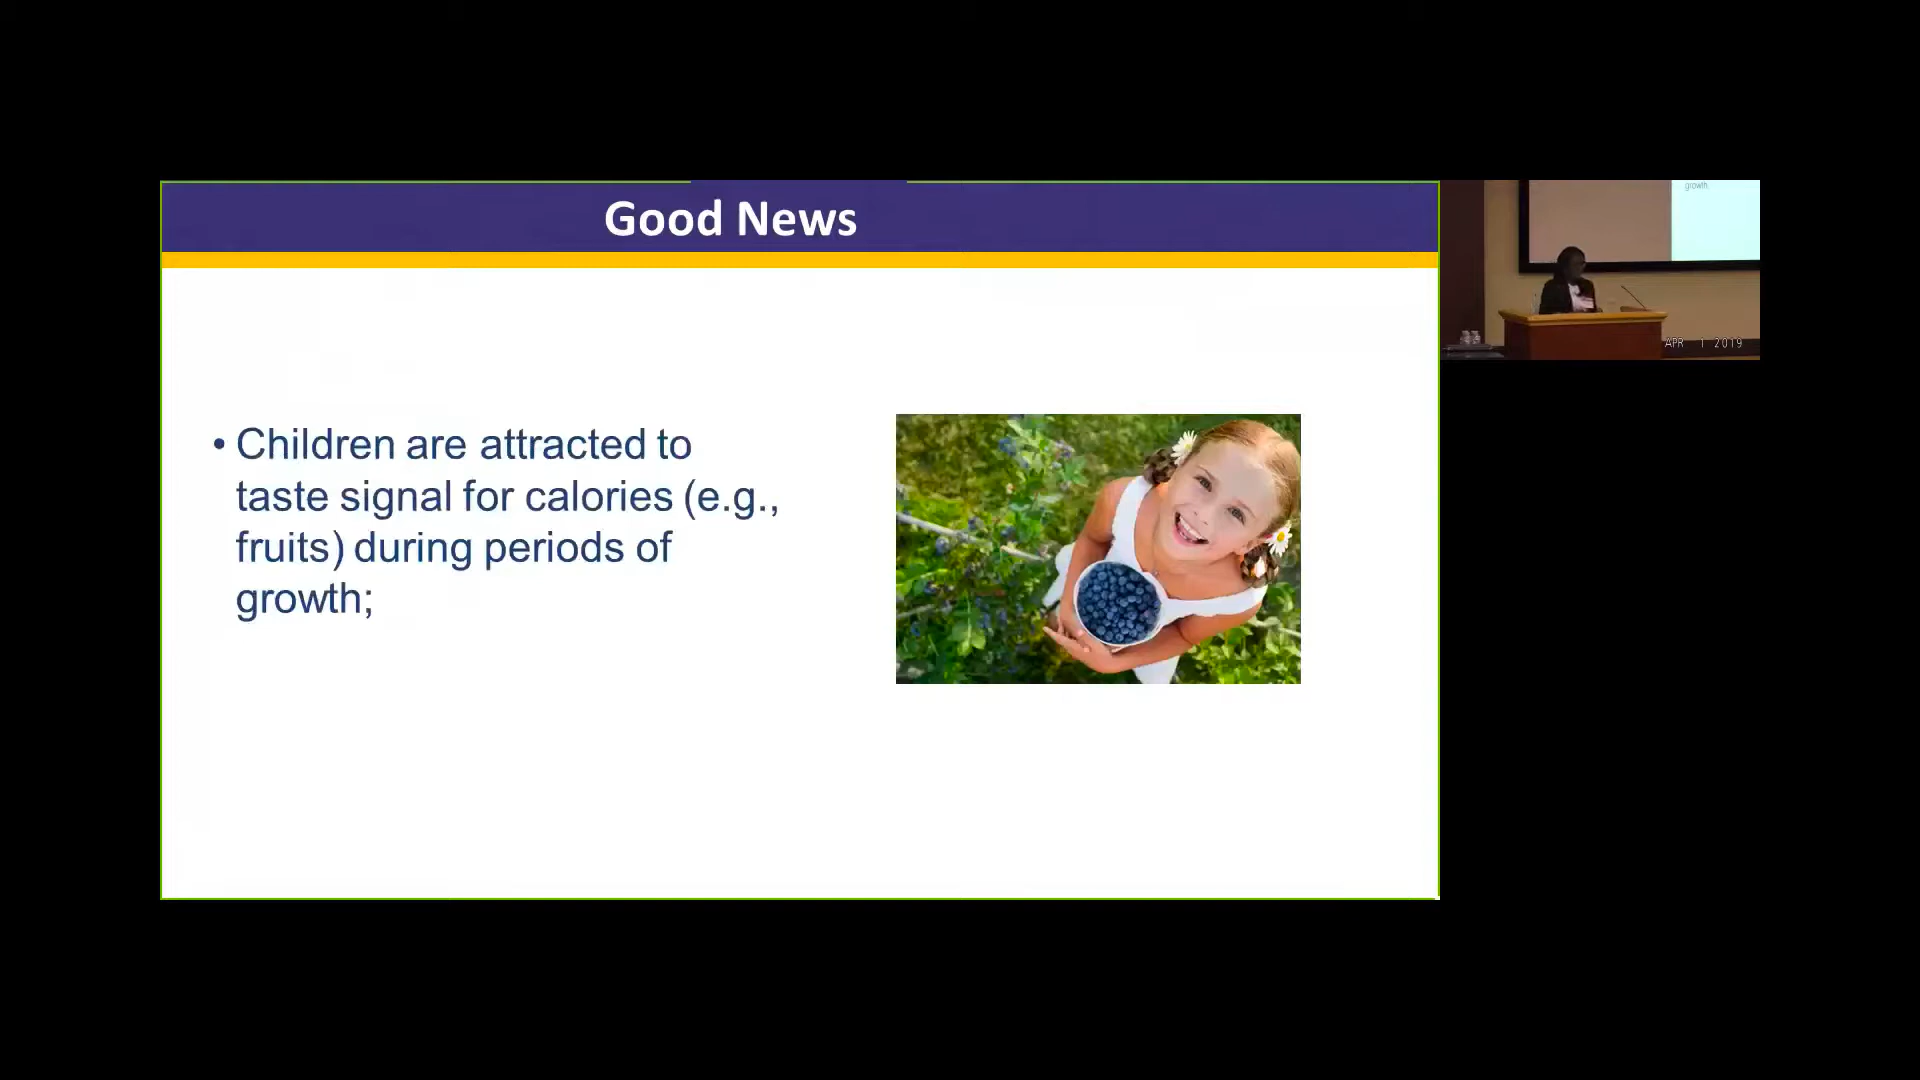 Good News
• Children are attracted to
taste signal for calories (e.g.,
fruits) during periods of
growth;
growth
APR 1 2019